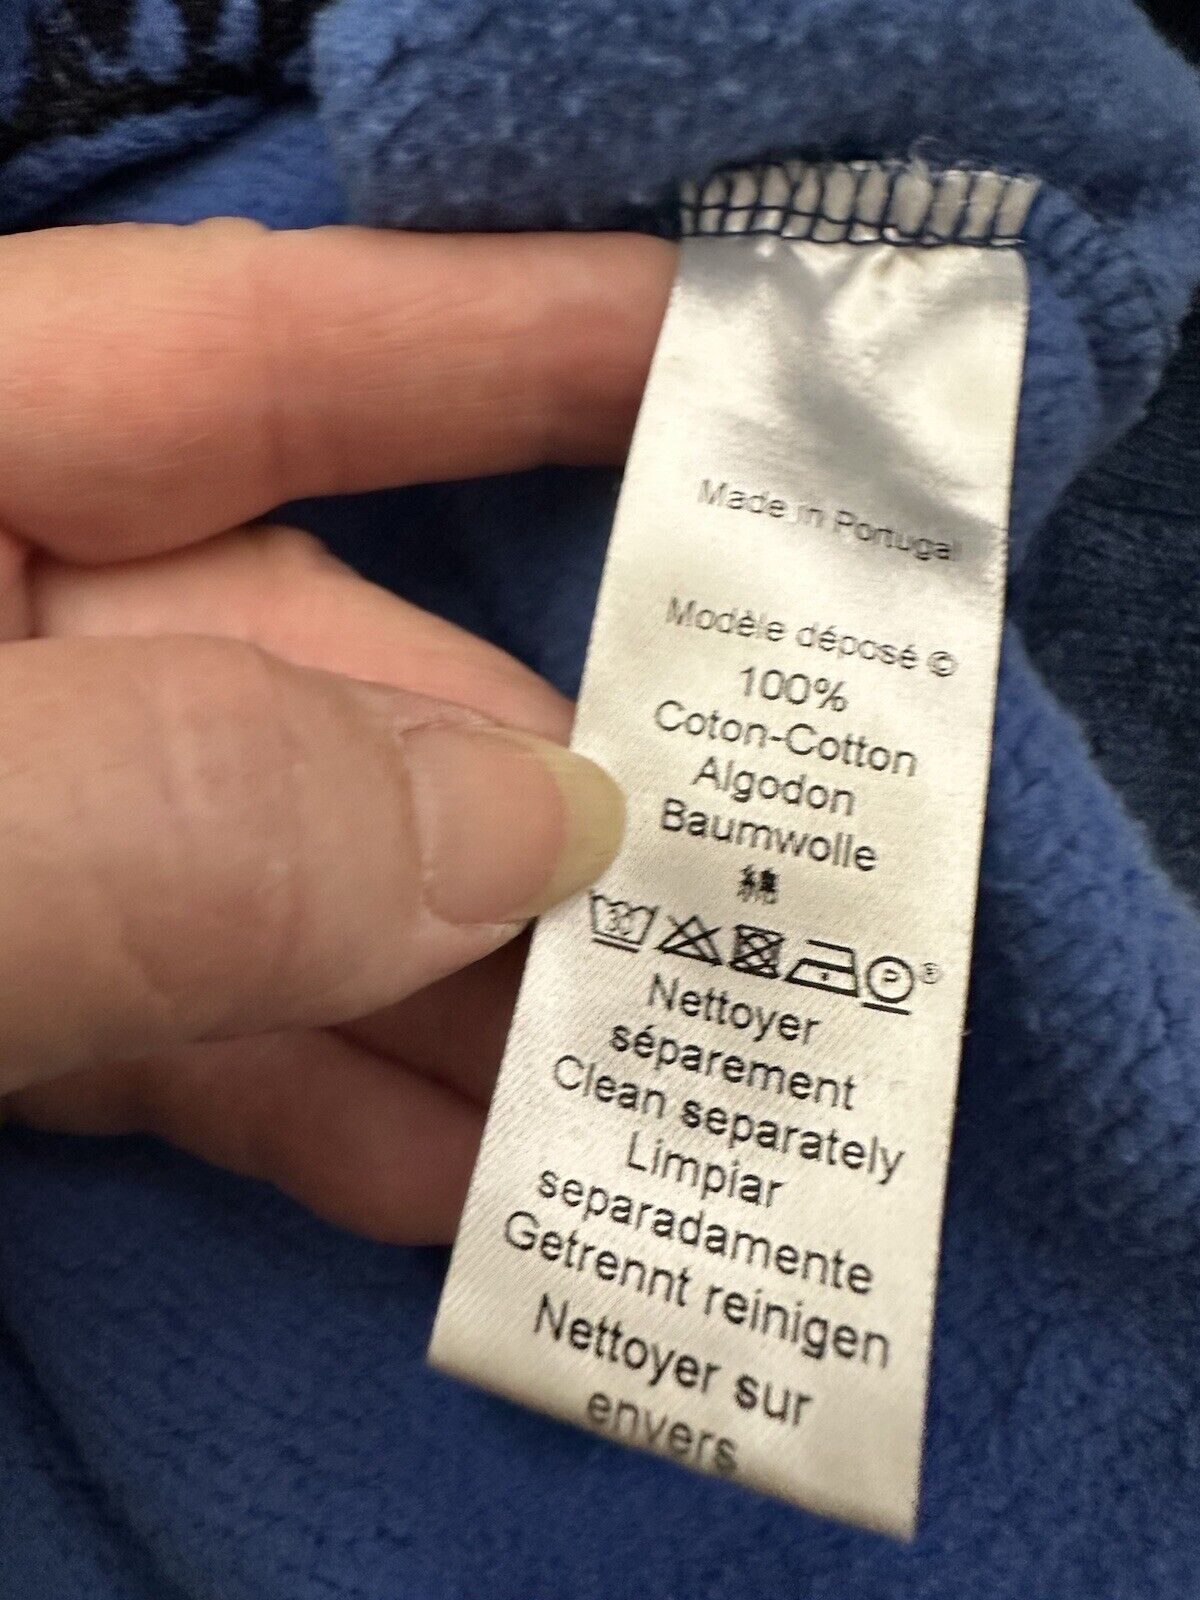 Made in Portugal
Modèle déposé ©
100%
Coton-Cotton
Algodon
Baumwolle
綿
30 P ®
Nettoyer
séparement
Clean separately
Limpiar
separadamente
Getrennt reinigen
Nettoyer sur
envers